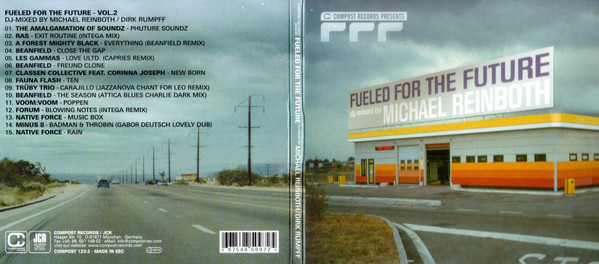 FUELED FOR THE FUTURE - VOL.2
DJ-MIXED BY MICHAEL REINBOTH / DIRK RUMPFF
01. THE AMALGAMATION OF SOUNDZ - PHUTURE SOUNDZ
02. RAS - EXIT ROUTINE (INTEGA MIX)
03. A FOREST MIGHTY BLACK - EVERYTHING (BEANFIELD REMIX)
04. BEANFIELD - CLOSE THE GAP
05. LES GAMMAS - LOVE ULTD. (CAPRIES REMIX)
06. BEANFIELD - FREUND CLONE
07. CLASSEN COLLECTIVE FEAT. CORINNA JOSEPH - NEW BORN
08. FAUNA FLASH - TEN
09. TRÜBY TRIO - CARAJILLO (JAZZANOVA CHANT FOR LEO REMIX)
10. BEANFIELD - THE SEASON (ATTICA BLUES CHARLIE DARK MIX)
11. VOOM:VOOM - POPPEN
12. FORUM - BLOWING NOTES (INTEGA REMIX)
13. NATIVE FORCE - MUSIC BOX
14. MINUS 8 - BADMAN & THROBIN (GABOR DEUTSCH LOVELY DUB)
15. NATIVE FORCE - RAIN
JCR
COMPOST RECORDS / JCR
COMPOST 133-2 - MADE IN EEC
FUELED FOR THE FUTURE
MICHAEL REINBOTH / DIRK RUMPFF
COMPOST RECORDS PRESENTS
FFF
FUELED FOR THE FUTURE
dj mixed by MICHAEL REINBOTH